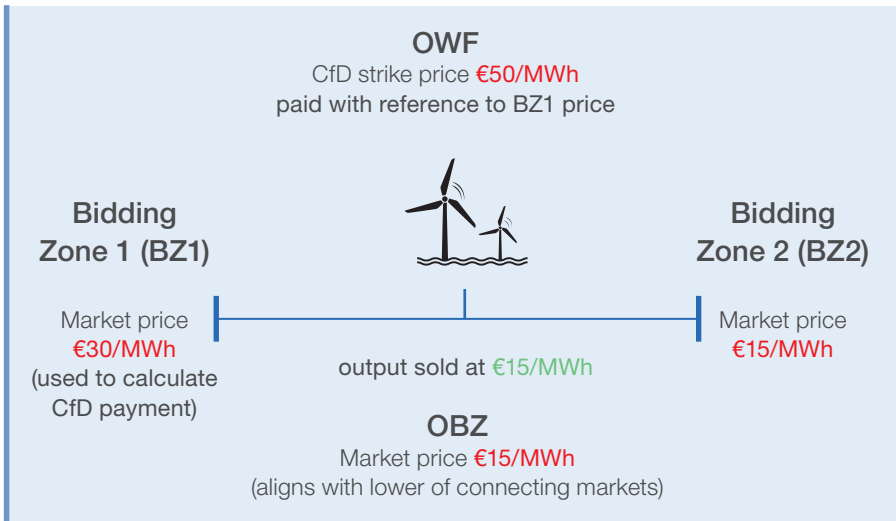 OWF
CfD strike price €50/MWh
paid with reference to BZ1 price
Bidding
Zone 1 (BZ1)
Market price
€30/MWh
(used to calculate
CfD payment)
Bidding
Zone 2 (BZ2)
Market price
€15/MWh
output sold at €15/MWh
OBZ
Market price €15/MWh
(aligns with lower of connecting markets)